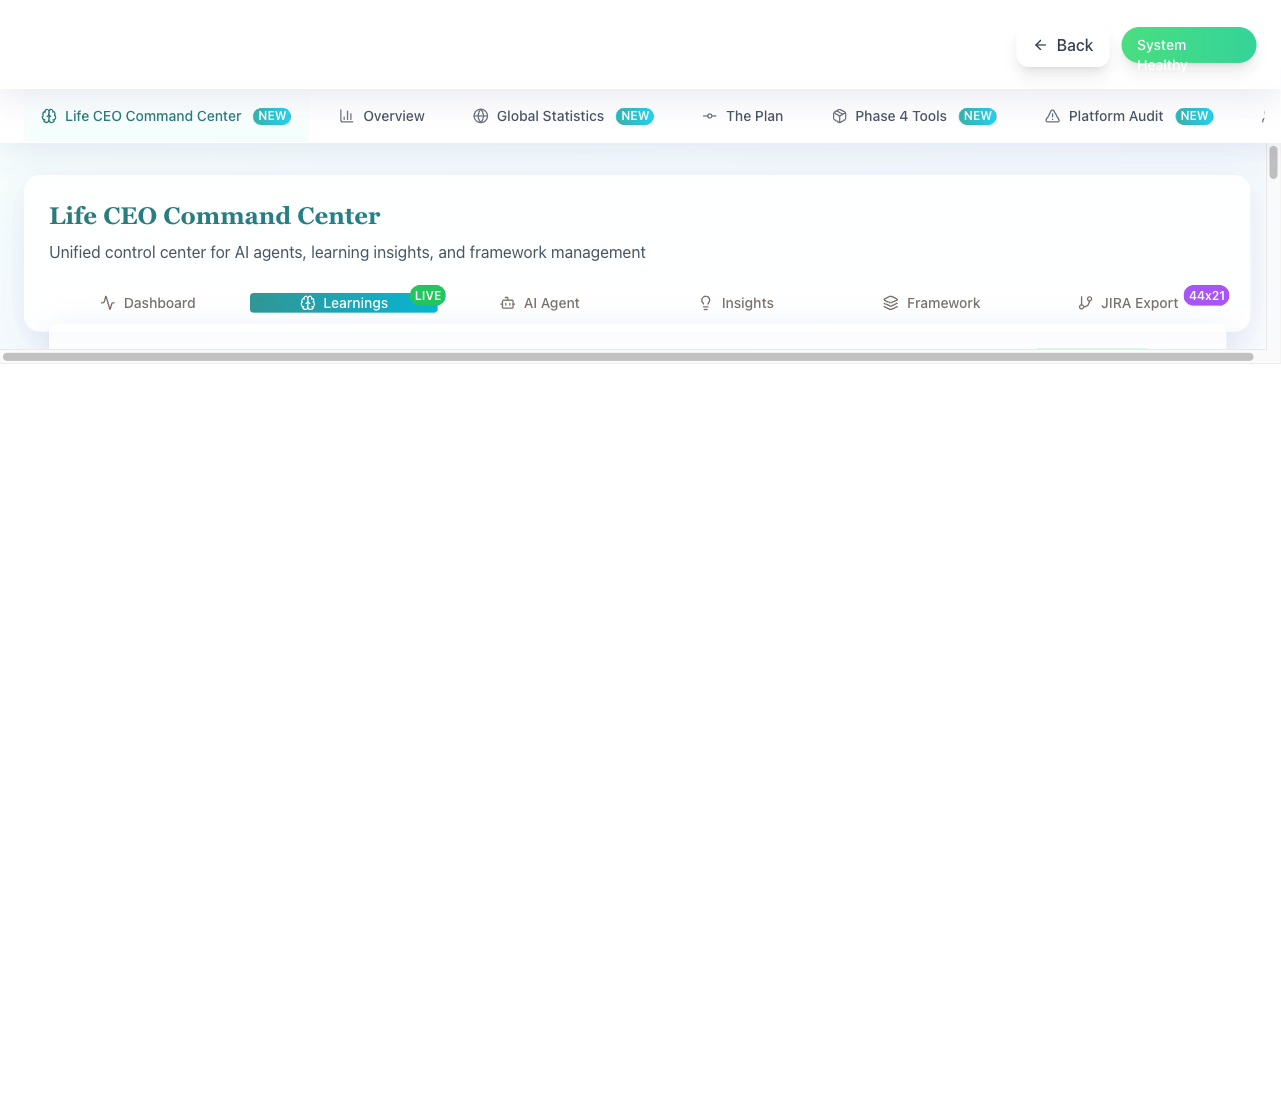 Back
System
Healthy
Life CEO Command Center NEW Overview Global Statistics NEW The Plan Phase 4 Tools NEW Platform Audit NEW
Life CEO Command Center
Unified control center for AI agents, learning insights, and framework management
Dashboard Learnings LIVE AI Agent Insights Framework JIRA Export 44x21